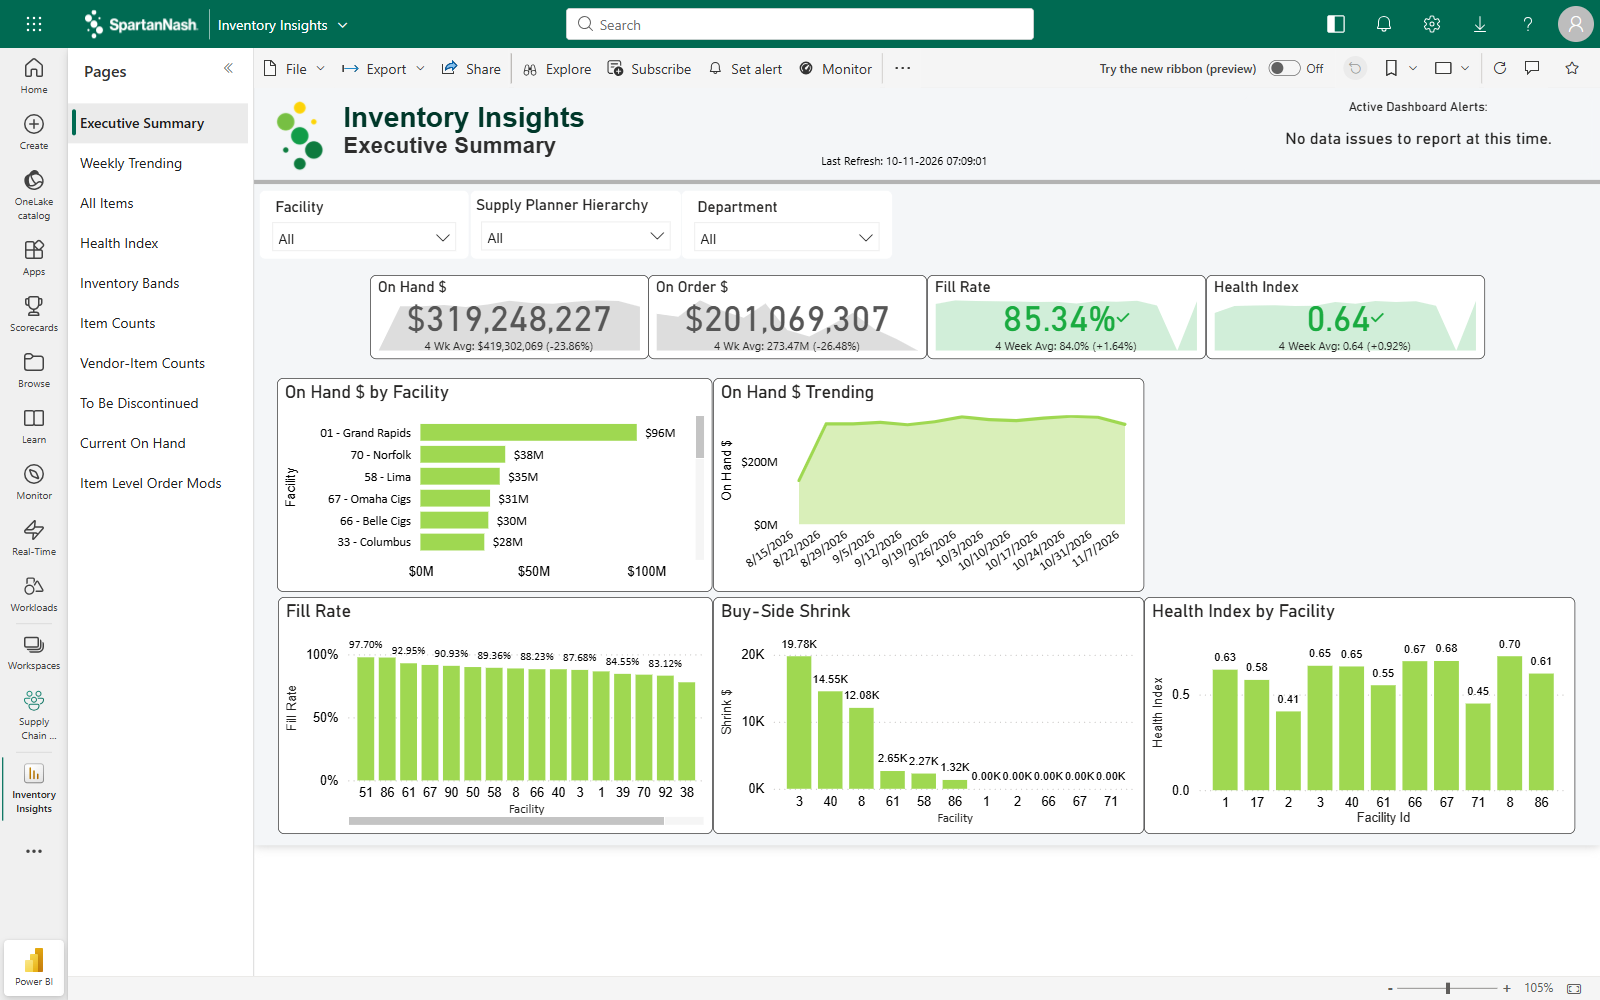 SpartanNash
Inventory Insights
Search
Home
Create
OneLake
catalog
Apps
Scorecards
Browse
Learn
Monitor
Real-Time
Workloads
Workspaces
Supply
Chain ...
Inventory
Insights
Power BI
Pages
Executive Summary
Weekly Trending
All Items
Health Index
Inventory Bands
Item Counts
Vendor-Item Counts
To Be Discontinued
Current On Hand
Item Level Order Mods
File
Export
Share
Explore
Subscribe
Set alert
Monitor
Try the new ribbon (preview)
Off
Inventory Insights
Executive Summary
Last Refresh: 10-11-2026 07:09:01
Active Dashboard Alerts:
No data issues to report at this time.
Facility
All
Supply Planner Hierarchy
All
Department
All
On Hand $
$319,248,227
4 Wk Avg: $419,302,069 (-23.86%)
On Order $
$201,069,307
4 Wk Avg: 273.47M (-26.48%)
Fill Rate
85.34%
4 Week Avg: 84.0% (+1.64%)
Health Index
0.64
4 Week Avg: 0.64 (+0.92%)
On Hand $ by Facility
Facility
01 - Grand Rapids $96M
70 - Norfolk $38M
58 - Lima $35M
67 - Omaha Cigs $31M
66 - Belle Cigs $30M
33 - Columbus $28M
$0M $50M $100M
On Hand $ Trending
On Hand $
$200M
$0M
8/15/2026 8/22/2026 8/29/2026 9/5/2026 9/12/2026 9/19/2026 9/26/2026 10/3/2026 10/10/2026 10/17/2026 10/24/2026 10/31/2026 11/7/2026
Fill Rate
Fill Rate
100%
50%
0%
97.70% 92.95% 90.93% 89.36% 88.23% 87.68% 84.55% 83.12%
51 86 61 67 90 50 58 8 66 40 3 1 39 70 92 38
Facility
Buy-Side Shrink
Shrink $
20K
10K
0K
19.78K 14.55K 12.08K 2.65K 2.27K 1.32K 0.00K 0.00K 0.00K 0.00K 0.00K
3 40 8 61 58 86 1 2 66 67 71
Facility
Health Index by Facility
Health Index
0.5
0.0
0.63 0.58 0.41 0.65 0.65 0.55 0.67 0.68 0.45 0.70 0.61
1 17 2 3 40 61 66 67 71 8 86
Facility Id
- + 105%